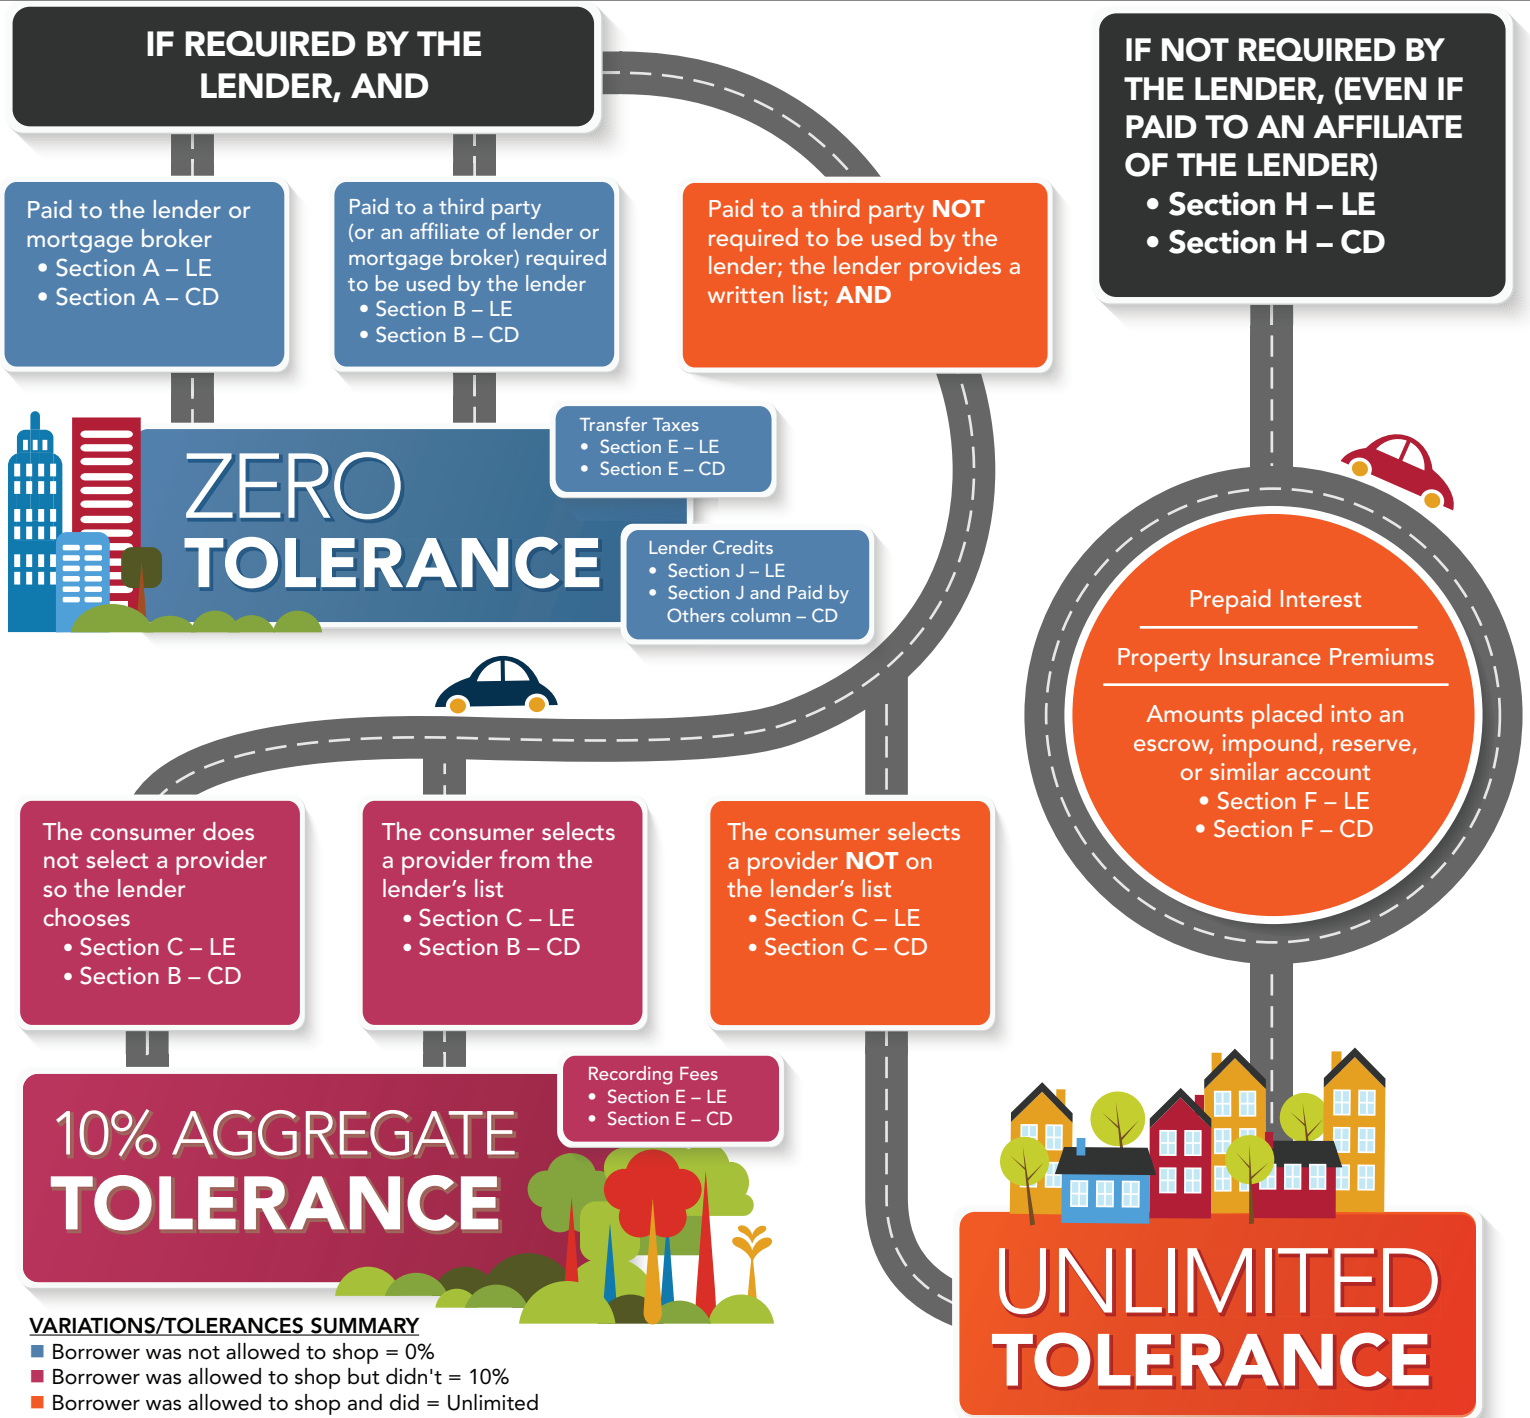 IF REQUIRED BY THE
LENDER, AND
IF NOT REQUIRED BY
THE LENDER, (EVEN IF
PAID TO AN AFFILIATE
OF THE LENDER)
• Section H – LE
• Section H – CD
Paid to the lender or
mortgage broker
• Section A – LE
• Section A – CD
Paid to a third party
(or an affiliate of lender or
mortgage broker) required
to be used by the lender
• Section B – LE
• Section B – CD
Paid to a third party NOT
required to be used by the
lender; the lender provides a
written list; AND
ZERO
TOLERANCE
Transfer Taxes
• Section E – LE
• Section E – CD
Lender Credits
• Section J – LE
• Section J and Paid by
Others column – CD
Prepaid Interest
Property Insurance Premiums
Amounts placed into an
escrow, impound, reserve,
or similar account
• Section F – LE
• Section F – CD
The consumer does
not select a provider
so the lender
chooses
• Section C – LE
• Section B – CD
The consumer selects
a provider from the
lender's list
• Section C – LE
• Section B – CD
The consumer selects
a provider NOT on
the lender's list
• Section C – LE
• Section C – CD
10% AGGREGATE
TOLERANCE
Recording Fees
• Section E – LE
• Section E – CD
UNLIMITED
TOLERANCE
VARIATIONS/TOLERANCES SUMMARY
Borrower was not allowed to shop = 0%
Borrower was allowed to shop but didn't = 10%
Borrower was allowed to shop and did = Unlimited